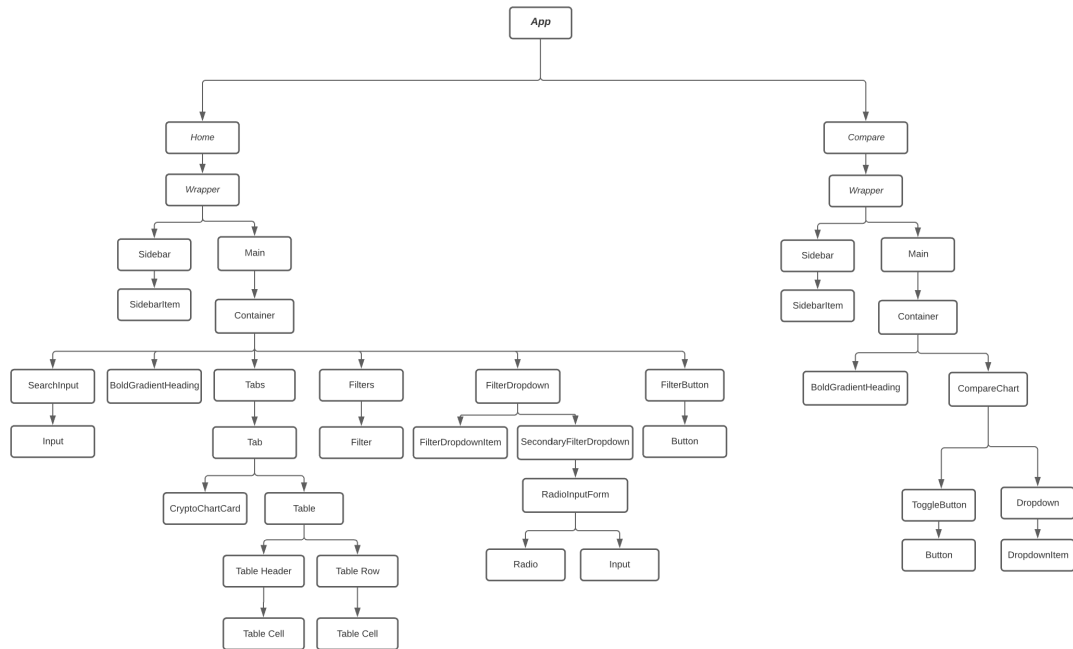 App
Home
Compare
Wrapper
Wrapper
Sidebar
Main
Sidebar
Main
SidebarItem
SidebarItem
Container
Container
SearchInput
BoldGradientHeading
Tabs
Filters
FilterDropdown
FilterButton
BoldGradientHeading
CompareChart
Input
Tab
Filter
FilterDropdownItem
SecondaryFilterDropdown
Button
CryptoChartCard
Table
RadioInputForm
ToggleButton
Dropdown
Table Header
Table Row
Radio
Input
Button
DropdownItem
Table Cell
Table Cell